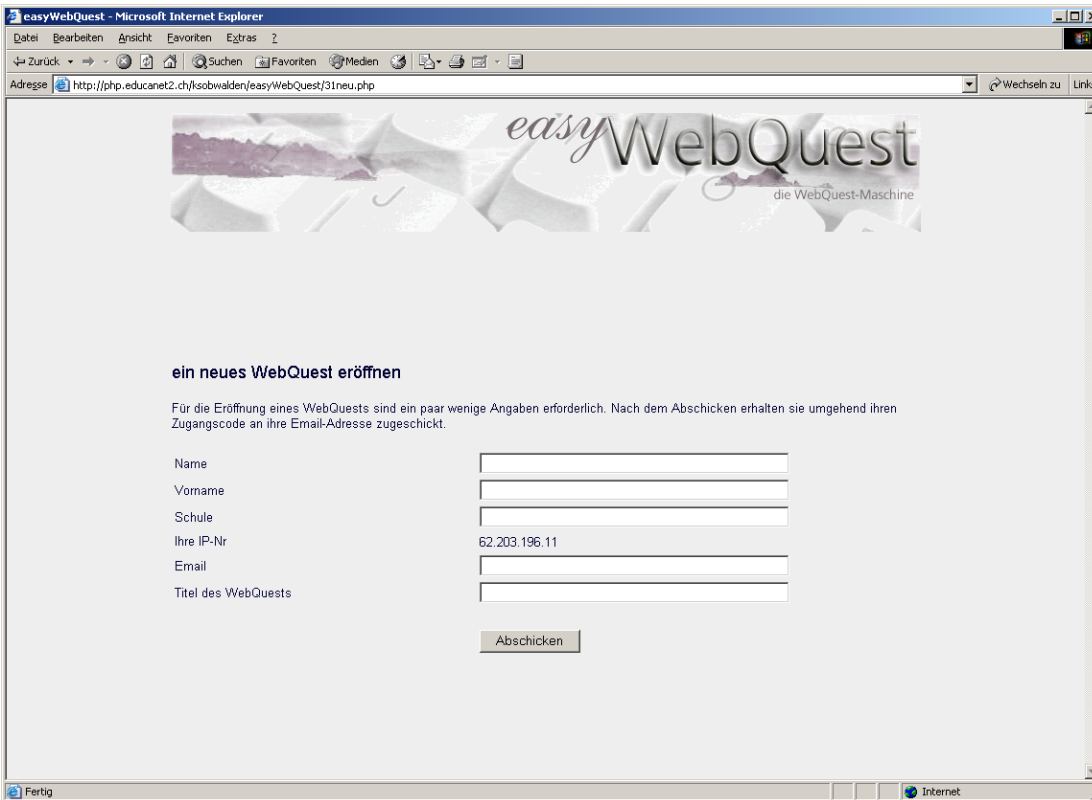 easyWebQuest - Microsoft Internet Explorer
Datei Bearbeiten Ansicht Favoriten Extras ?
Zurück Suchen Favoriten Medien
Adresse http://php.educanet2.ch/ksobwalden/easyWebQuest/31neu.php Wechseln zu Link
easyWebQuest
die WebQuest-Maschine
ein neues WebQuest eröffnen
Für die Eröffnung eines WebQuests sind ein paar wenige Angaben erforderlich. Nach dem Abschicken erhalten sie umgehend ihren
Zugangscode an ihre Email-Adresse zugeschickt.
Name
Vorname
Schule
Ihre IP-Nr 62.203.196.11
Email
Titel des WebQuests
Abschicken
Fertig Internet